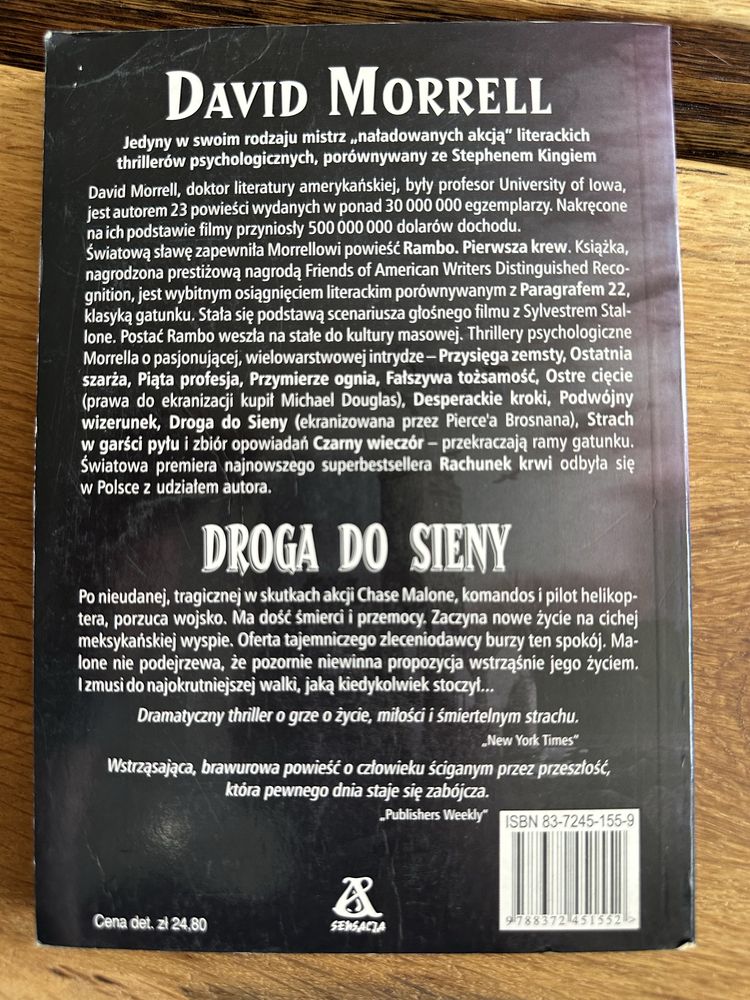 DAVID MORRELL
Jedyny w swoim rodzaju mistrz „naładowanych akcją” literackich
thrillerów psychologicznych, porównywany ze Stephenem Kingiem
David Morrell, doktor literatury amerykańskiej, były profesor University of Iowa,
jest autorem 23 powieści wydanych w ponad 30 000 000 egzemplarzy. Nakręcone
na ich podstawie filmy przyniosły 500 000 000 dolarów dochodu.
Światową sławę zapewniła Morrellowi powieść Rambo. Pierwsza krew. Książka,
nagrodzona prestiżową nagrodą Friends of American Writers Distinguished Reco-
gnition, jest wybitnym osiągnięciem literackim porównywanym z Paragrafem 22,
klasyką gatunku. Stała się podstawą scenariusza głośnego filmu z Sylvestrem Stal-
lone. Postać Rambo weszła na stałe do kultury masowej. Thrillery psychologiczne
Morrella o pasjonującej, wielowarstwowej intrydze – Przysięga zemsty, Ostatnia
szarża, Piąta profesja, Przymierze ognia, Fałszywa tożsamość, Ostre cięcie
(prawa do ekranizacji kupił Michael Douglas), Desperackie kroki, Podwójny
wizerunek, Droga do Sieny (ekranizowana przez Pierce'a Brosnana), Strach
w garści pyłu i zbiór opowiadań Czarny wieczór – przekraczają ramy gatunku.
Światowa premiera najnowszego superbestsellera Rachunek krwi odbyła się
w Polsce z udziałem autora.
DROGA DO SIENY
Po nieudanej, tragicznej w skutkach akcji Chase Malone, komandos i pilot helikop-
tera, porzuca wojsko. Ma dość śmierci i przemocy. Zaczyna nowe życie na cichej
meksykańskiej wyspie. Oferta tajemniczego zleceniodawcy burzy ten spokój. Ma-
lone nie podejrzewa, że pozornie niewinna propozycja wstrząśnie jego życiem.
I zmusi do najokrutniejszej walki, jaką kiedykolwiek stoczył...
Dramatyczny thriller o grze o życie, miłości i śmiertelnym strachu.
„New York Times”
Wstrząsająca, brawurowa powieść o człowieku ściganym przez przeszłość,
która pewnego dnia staje się zabójcza.
„Publishers Weekly”
ISBN 83-7245-155-9
9 788372 451552 >
SENSACJA
Cena det. zł 24,80